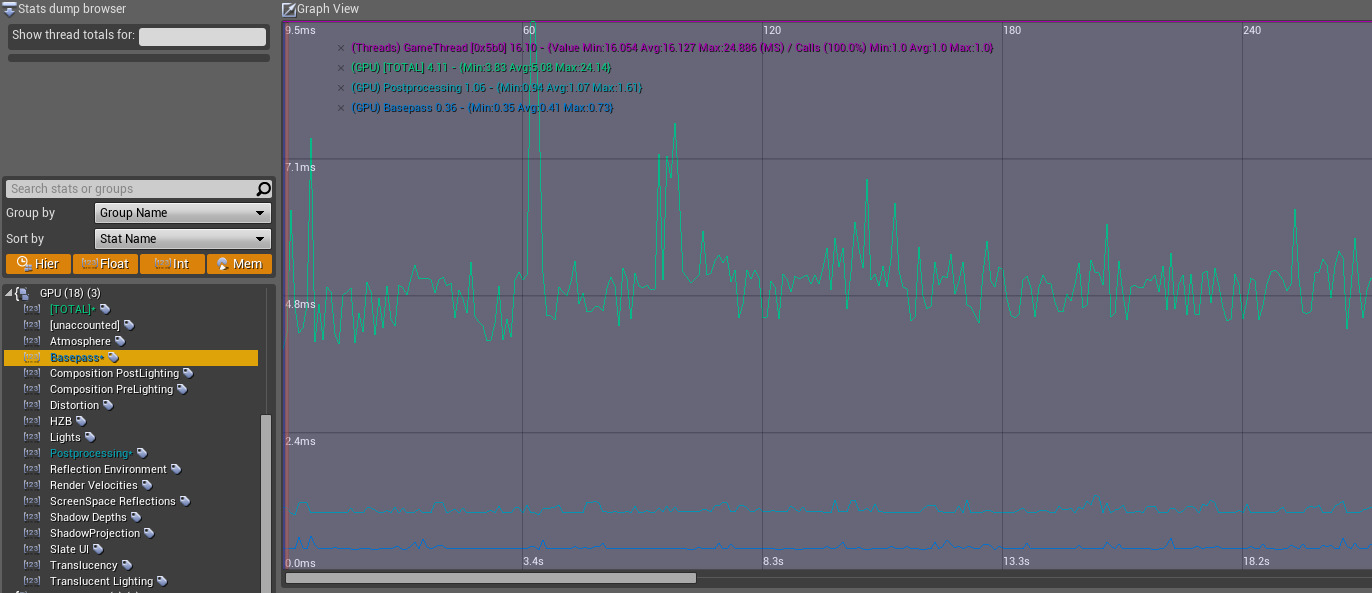 Stats dump browser
Show thread totals for:
Search stats or groups
Group by
Group Name
Sort by
Stat Name
Hier
Float
Int
Mem
GPU (18) (3)
[TOTAL]*
[unaccounted]
Atmosphere
Basepass*
Composition PostLighting
Composition PreLighting
Distortion
HZB
Lights
Postprocessing*
Reflection Environment
Render Velocities
ScreenSpace Reflections
Shadow Depths
ShadowProjection
Slate UI
Translucency
Translucent Lighting
Graph View
9.5ms
60
120
180
240
(Threads) GameThread [0x5b0] 16.10 - {Value Min:16.054 Avg:16.127 Max:24.886 (MS) / Calls (100.0%) Min:1.0 Avg:1.0 Max:1.0}
(GPU) [TOTAL] 4.11 - {Min:3.83 Avg:5.08 Max:24.14}
(GPU) Postprocessing 1.06 - {Min:0.94 Avg:1.07 Max:1.61}
(GPU) Basepass 0.36 - {Min:0.35 Avg:0.41 Max:0.73}
7.1ms
4.8ms
2.4ms
0.0ms
3.4s
8.3s
13.3s
18.2s